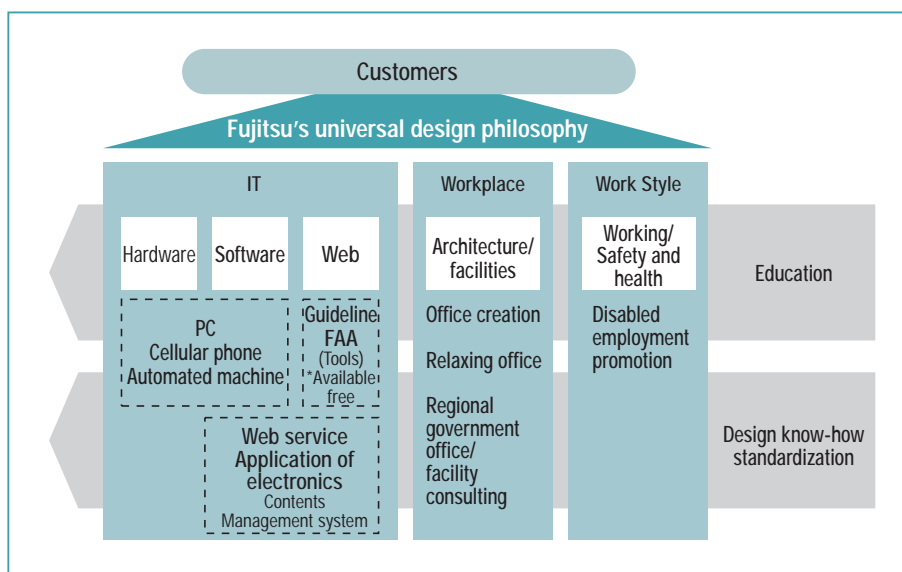 Customers
Fujitsu's universal design philosophy
IT
Hardware
Software
Web
PC
Cellular phone
Automated machine
Guideline
FAA
(Tools)
*Available
free
Web service
Application of
electronics
Contents
Management system
Workplace
Architecture/
facilities
Office creation
Relaxing office
Regional
government
office/
facility
consulting
Work Style
Working/
Safety and
health
Disabled
employment
promotion
Education
Design know-how
standardization